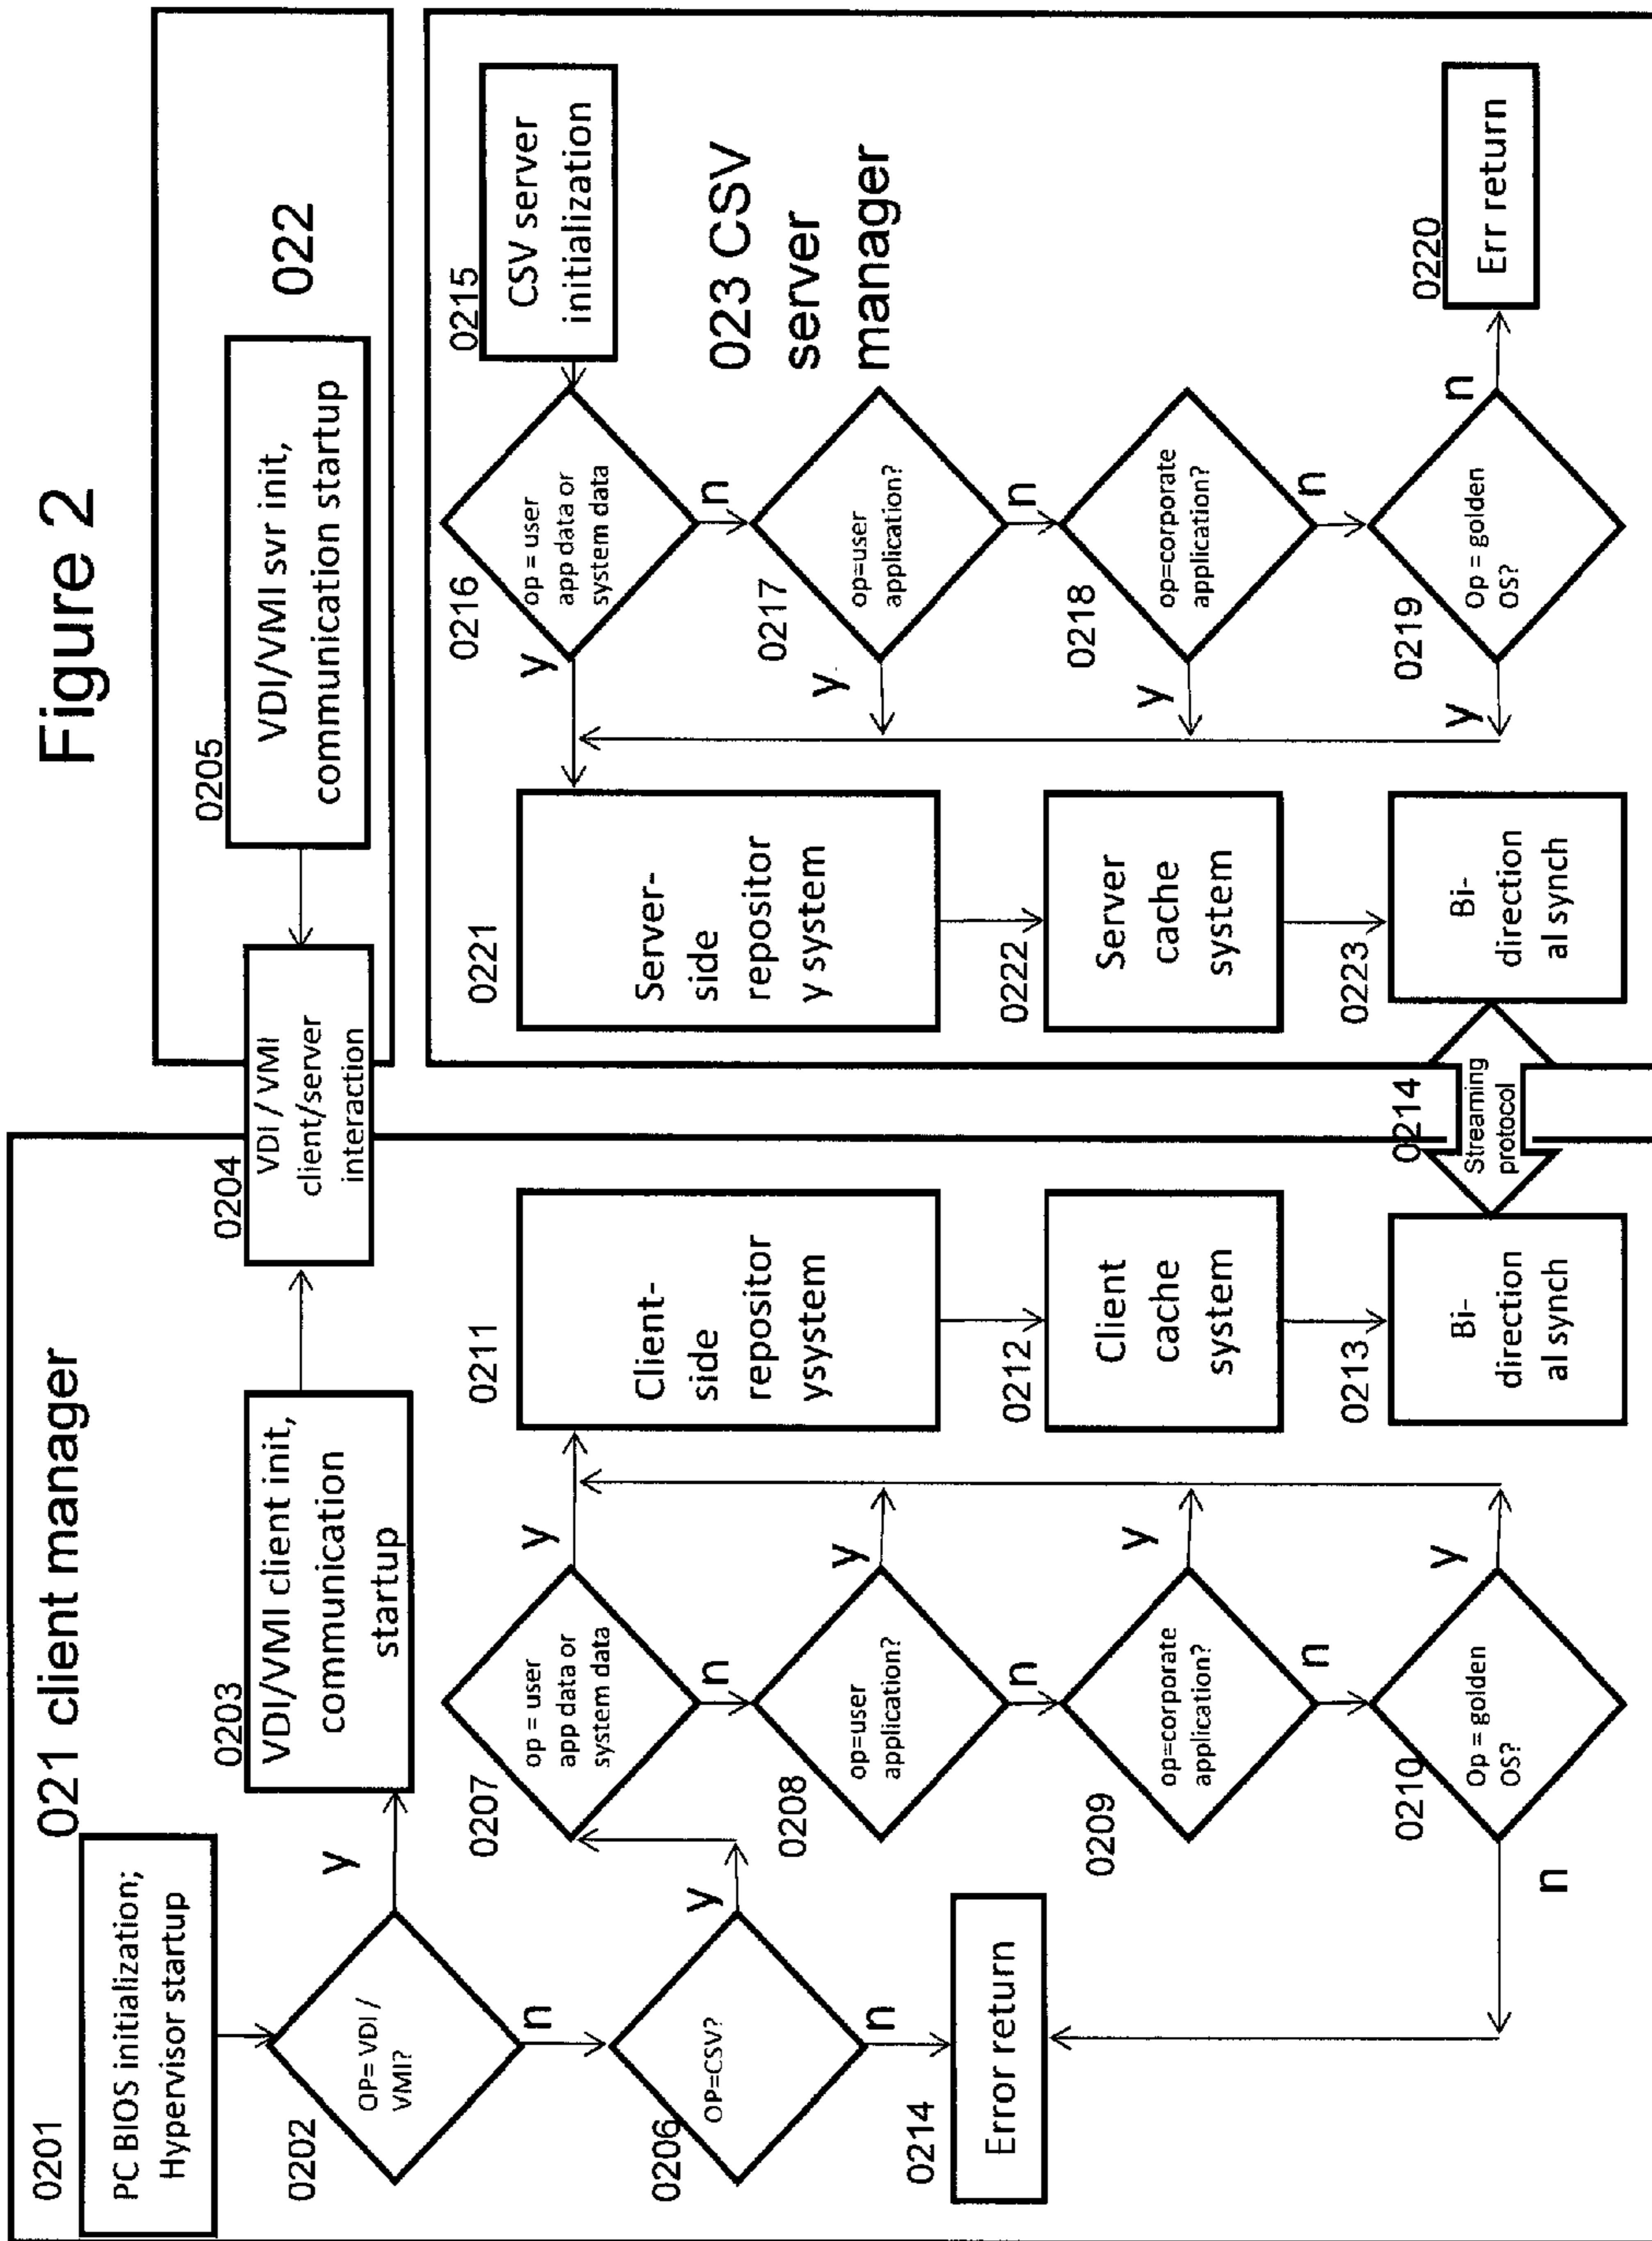 Figure 2
021 client manager
0201
PC BIOS initialization;
Hypervisor startup
0202
OP= VDI /
VMI?
y
n
0203
VDI/VMI client init,
communication
startup
0204
VDI / VMI
client/server
interaction
0205
VDI/VMI svr init,
communication startup
022
0206
OP=CSV?
y
n
0214
Error return
0207
op = user
app data or
system data
y
n
0208
op=user
application?
y
n
0209
op=corporate
application?
y
n
0210
Op = golden
OS?
y
n
0211
Client-
side
repositor
ysystem
0212
Client
cache
system
0213
Bi-
direction
al synch
0214
Streaming
protocol
0221
Server-
side
repositor
y system
0222
Server
cache
system
0223
Bi-
direction
al synch
0215
CSV server
initialization
023 CSV
server
manager
0216
op = user
app data or
system data
y
n
0217
op=user
application?
y
n
0218
op=corporate
application?
y
n
0219
Op = golden
OS?
y
n
0220
Err return